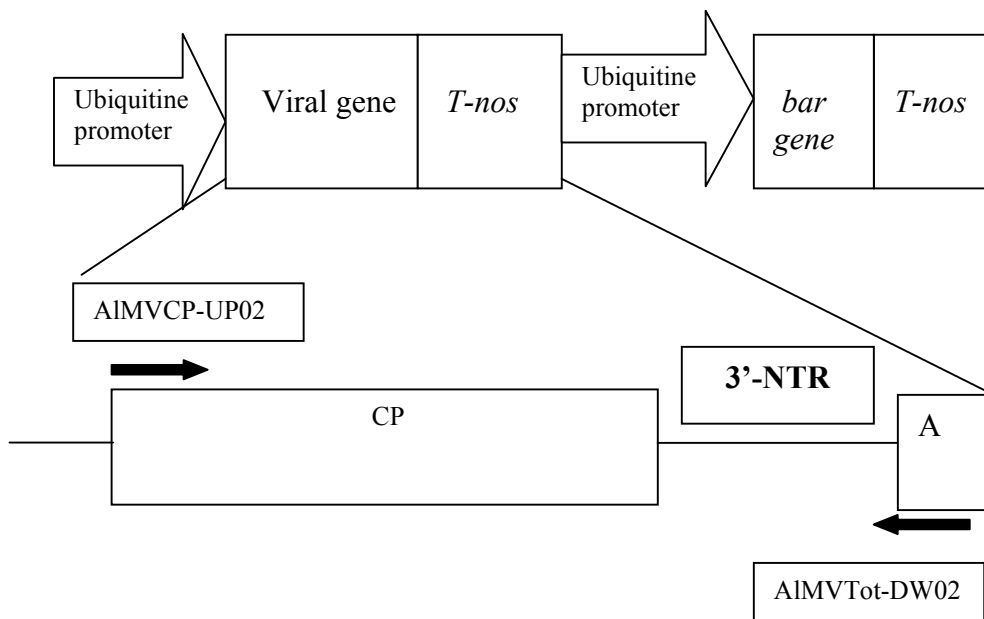 Ubiquitine
promoter
Viral gene
T-nos
Ubiquitine
promoter
bar
gene
T-nos
AlMVCP-UP02
3’-NTR
CP
A
AlMVTot-DW02